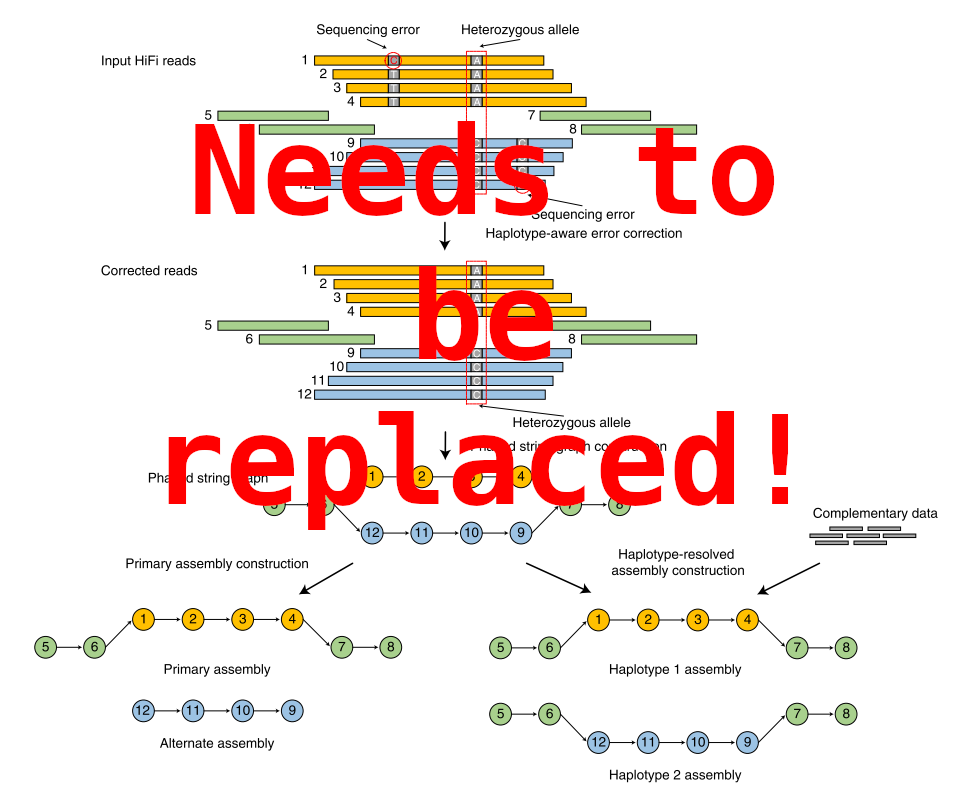 Sequencing error Heterozygous allele
Input HiFi reads 1 C A
2 T A
3 T A
4 T A
5 7
8
9 C
10 C
C
12 C
Needs to
Sequencing error
Haplotype-aware error correction
Corrected reads 1 A
2 A
3 A
4 A
5
6 8
9 C
10 C
11 C
12 C
be
Heterozygous allele
Phased string graph construction
replaced!
Phased string graph 1 2 3 4
5 6 7 8
12 11 10 9
Complementary data
Primary assembly construction
Haplotype-resolved
assembly construction
1 2 3 4
5 6 7 8
Primary assembly
12 11 10 9
Alternate assembly
1 2 3 4
5 6 7 8
Haplotype 1 assembly
5 6 7 8
12 11 10 9
Haplotype 2 assembly